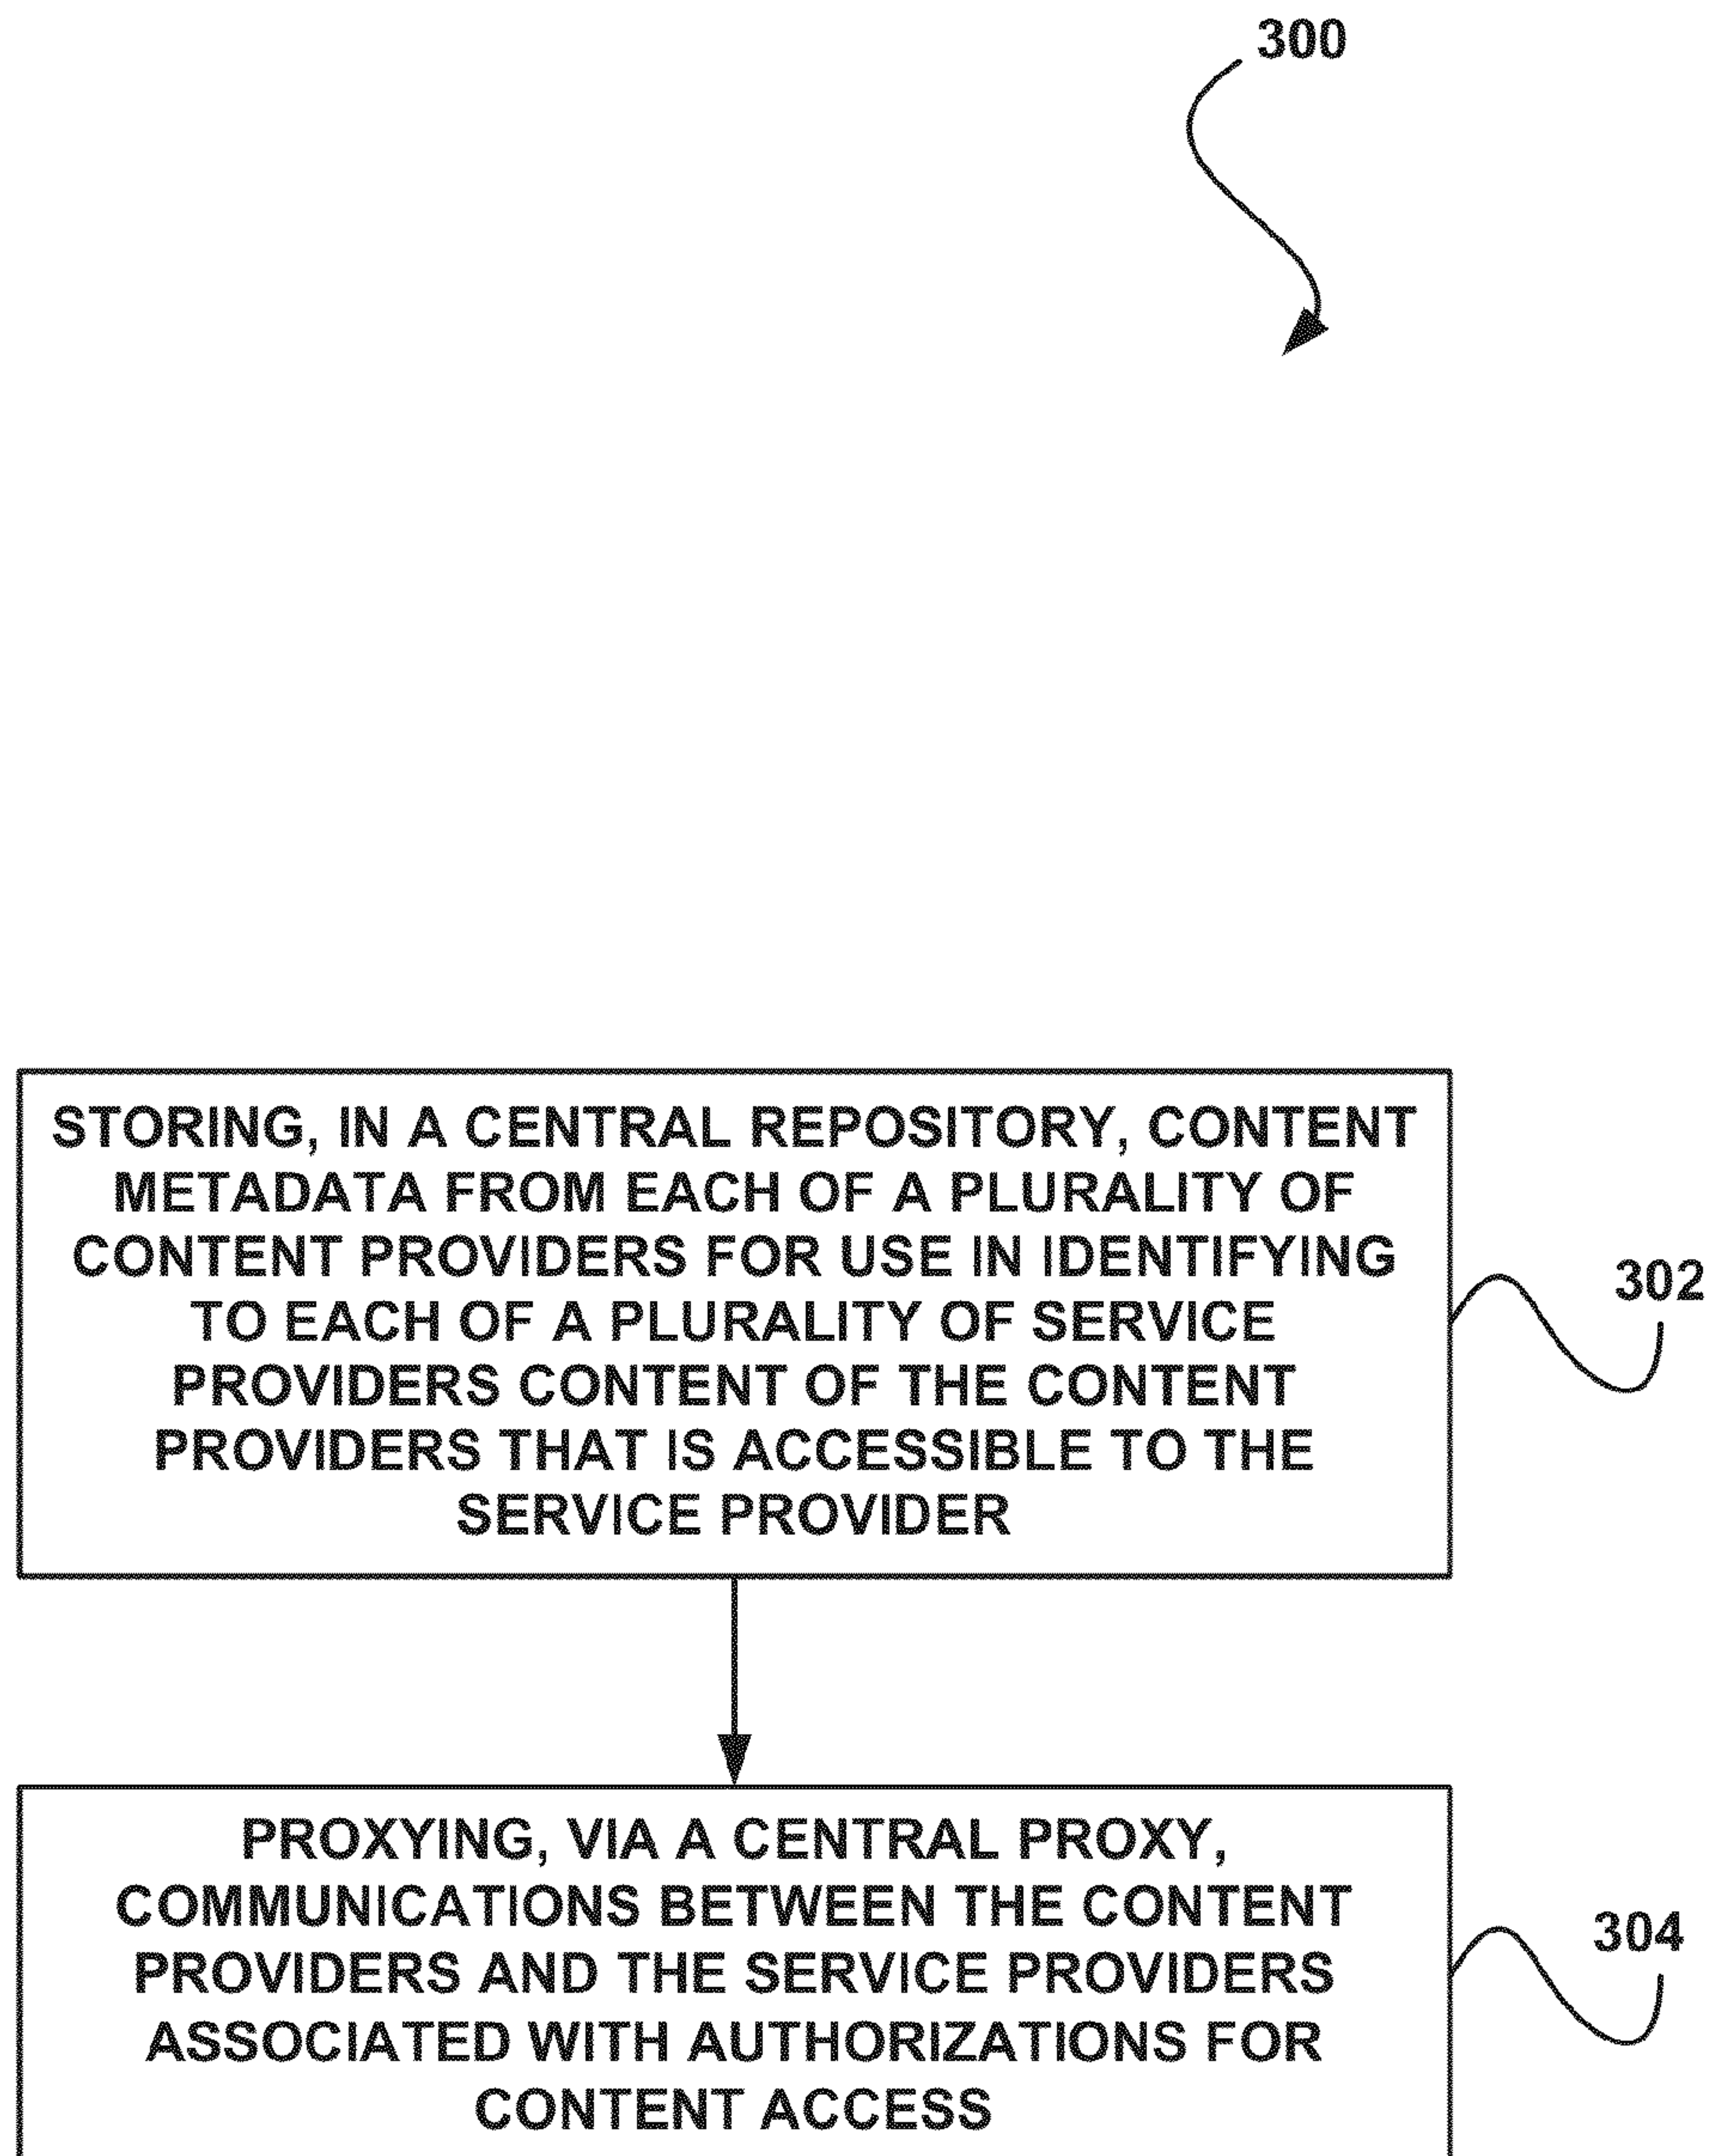 300
STORING, IN A CENTRAL REPOSITORY, CONTENT
METADATA FROM EACH OF A PLURALITY OF
CONTENT PROVIDERS FOR USE IN IDENTIFYING
TO EACH OF A PLURALITY OF SERVICE
PROVIDERS CONTENT OF THE CONTENT
PROVIDERS THAT IS ACCESSIBLE TO THE
SERVICE PROVIDER
302
PROXYING, VIA A CENTRAL PROXY,
COMMUNICATIONS BETWEEN THE CONTENT
PROVIDERS AND THE SERVICE PROVIDERS
ASSOCIATED WITH AUTHORIZATIONS FOR
CONTENT ACCESS
304